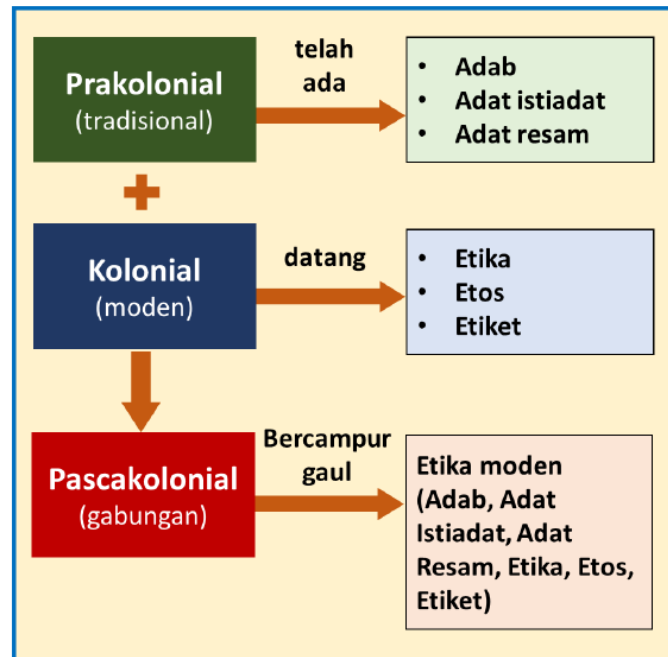 Prakolonial
(tradisional)
telah
ada
• Adab
• Adat istiadat
• Adat resam
+
Kolonial
(moden)
datang
• Etika
• Etos
• Etiket
Pascakolonial
(gabungan)
Bercampur
gaul
Etika moden
(Adab, Adat
Istiadat, Adat
Resam, Etika, Etos,
Etiket)